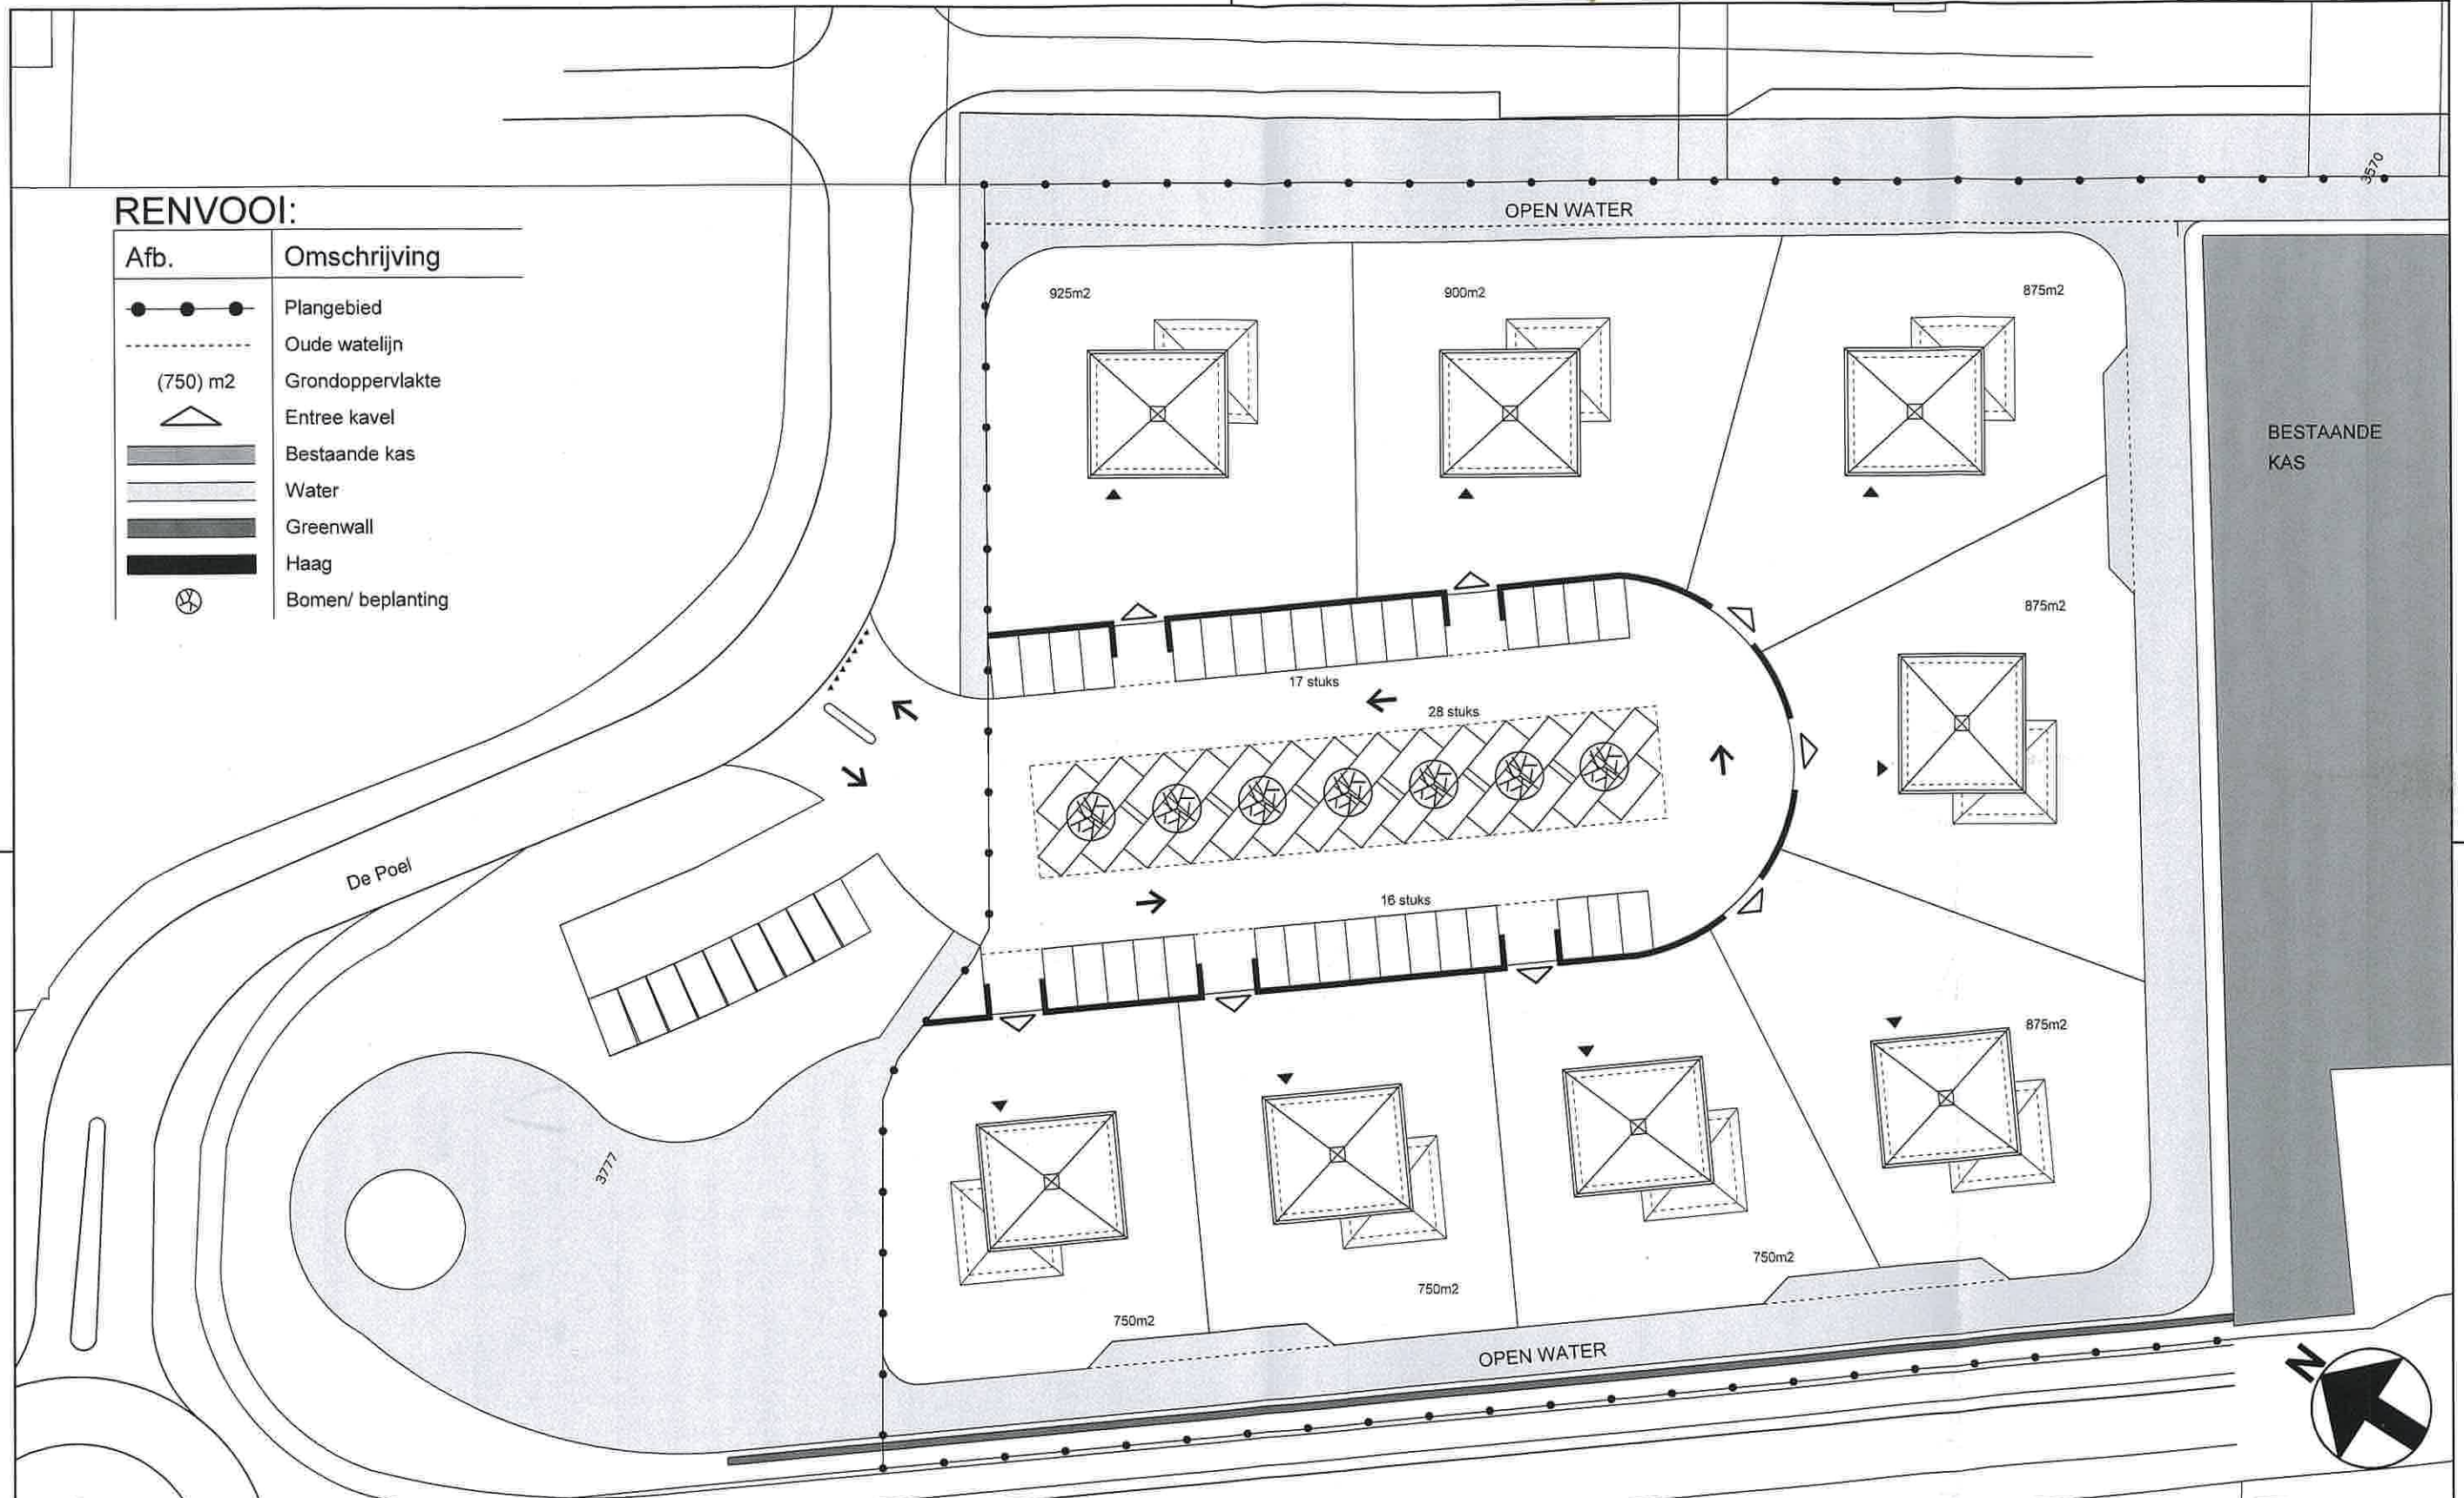 3570
OPEN WATER
RENVOOI:
Afb. Omschrijving
Plangebied
Oude watelijn
(750) m2 Grondoppervlakte
Entree kavel
Bestaande kas
Water
Greenwall
Haag
Bomen/ beplanting
925m2
900m2
875m2
BESTAANDE
KAS
875m2
17 stuks
28 stuks
De Poel
16 stuks
875m2
3777
750m2
750m2
750m2
OPEN WATER
N